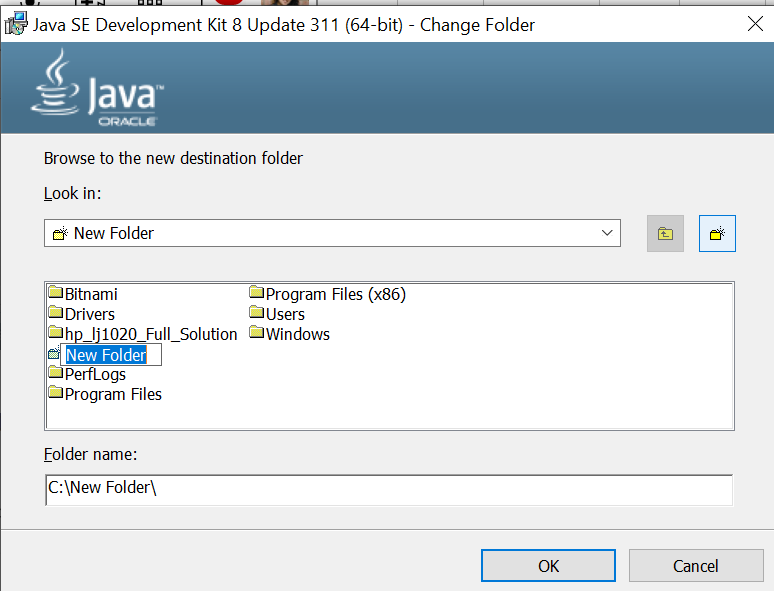 Java SE Development Kit 8 Update 311 (64-bit) - Change Folder
Java™
ORACLE
Browse to the new destination folder
Look in:
New Folder
Bitnami
Drivers
hp_lj1020_Full_Solution
New Folder
PerfLogs
Program Files
Program Files (x86)
Users
Windows
Folder name:
C:\New Folder\
OK
Cancel